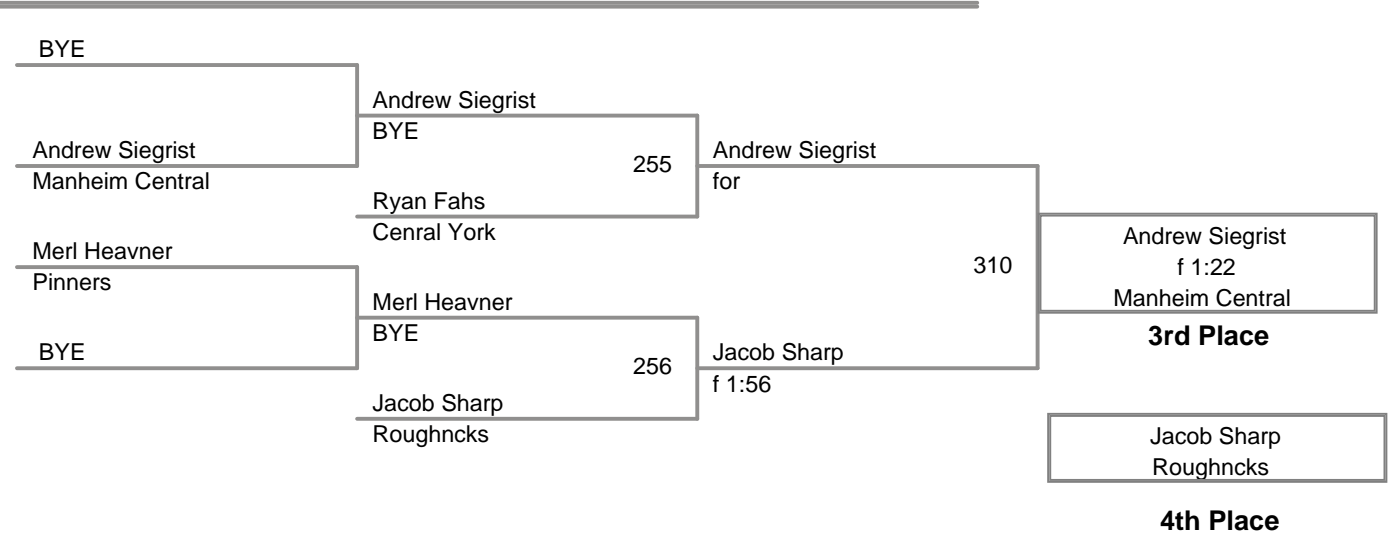 BYE
Andrew Siegrist
BYE
Andrew Siegrist
Manheim Central
255
Andrew Siegrist
for
Ryan Fahs
Cenral York
Merl Heavner
Pinners
310
Andrew Siegrist
f 1:22
Manheim Central
3rd Place
Merl Heavner
BYE
BYE
256
Jacob Sharp
f 1:56
Jacob Sharp
Roughncks
Jacob Sharp
Roughncks
4th Place